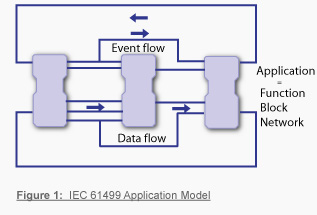 Event flow
Application
=
Function
Block
Network
Data flow
Figure 1: IEC 61499 Application Model